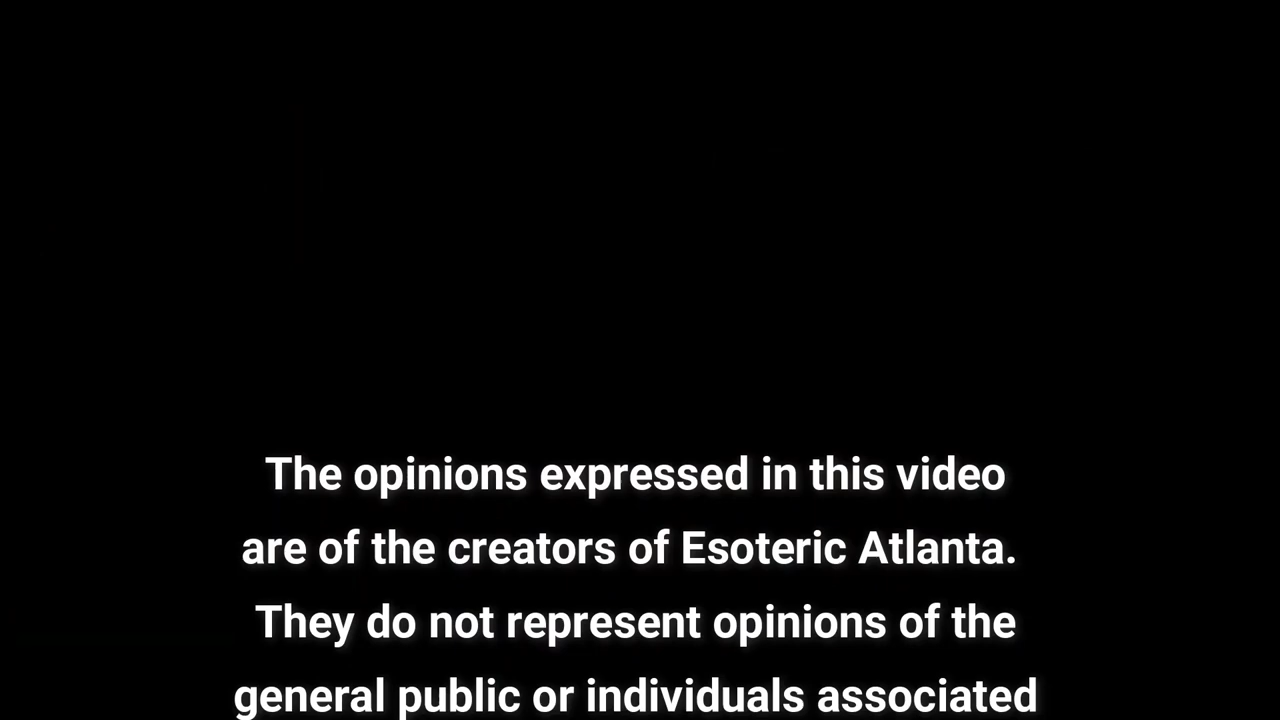 The opinions expressed in this video
are of the creators of Esoteric Atlanta.
They do not represent opinions of the
general public or individuals associated